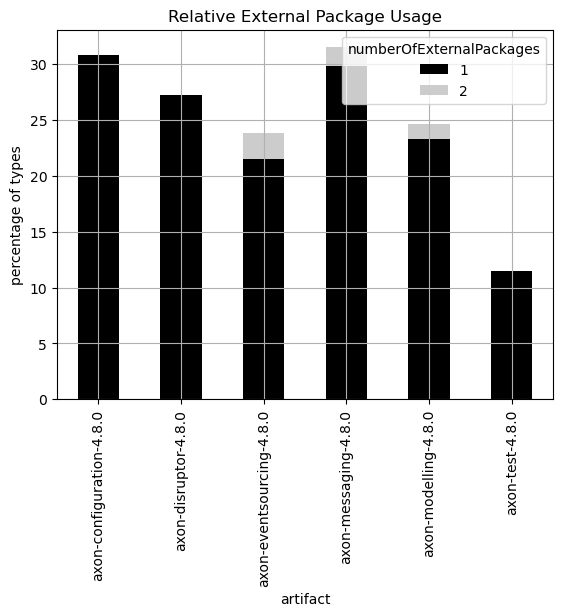 Relative External Package Usage
numberOfExternalPackages
1
2
30
25
20
15
10
5
0
percentage of types
axon-configuration-4.8.0
axon-disruptor-4.8.0
axon-eventsourcing-4.8.0
axon-messaging-4.8.0
axon-modelling-4.8.0
axon-test-4.8.0
artifact